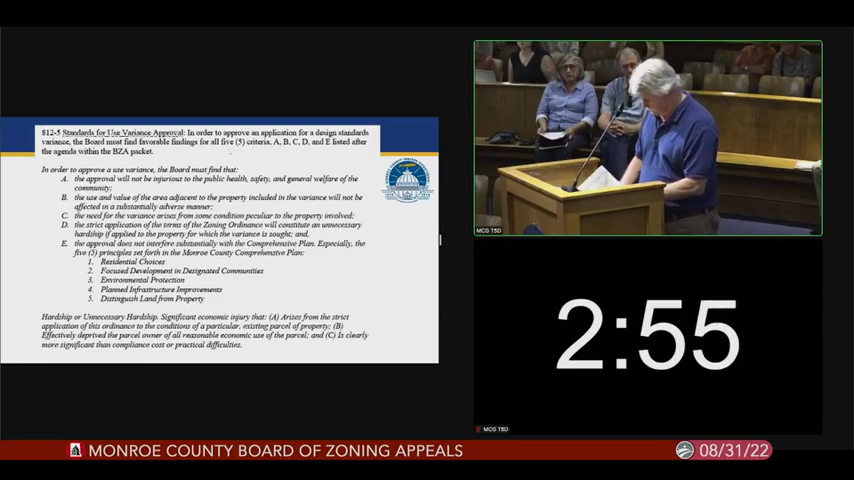 812-5 Standards for Use Variance Approval: In order to approve an application for a design standards
variance, the Board must find favorable findings for all five (5) criteria, A, B, C, D, and E listed after
the agenda within the BZA packet.
In order to approve a use variance, the Board must find that:
A. the approval will not be injurious to the public health, safety, and general welfare of the
community;
B. the use and value of the area adjacent to the property included in the variance will not be
affected in a substantially adverse manner;
C. the need for the variance arises from some condition peculiar to the property involved;
D. the strict application of the terms of the Zoning Ordinance will constitute an unnecessary
hardship if applied to the property for which the variance is sought; and,
E. the approval does not interfere substantially with the Comprehensive Plan. Especially, the
five (5) principles set forth in the Monroe County Comprehensive Plan:
1. Residential Choices
2. Focused Development in Designated Communities
3. Environmental Protection
4. Planned Infrastructure Improvements
5. Distinguish Land from Property
Hardship or Unnecessary Hardship. Significant economic injury that: (A) Arises from the strict
application of this ordinance to the conditions of a particular, existing parcel of property; (B)
Effectively deprived the parcel owner of all reasonable economic use of the parcel; and (C) Is clearly
more significant than compliance cost or practical difficulties.
MCG TSD
2:55
MCG TSD
MONROE COUNTY BOARD OF ZONING APPEALS
08/31/22